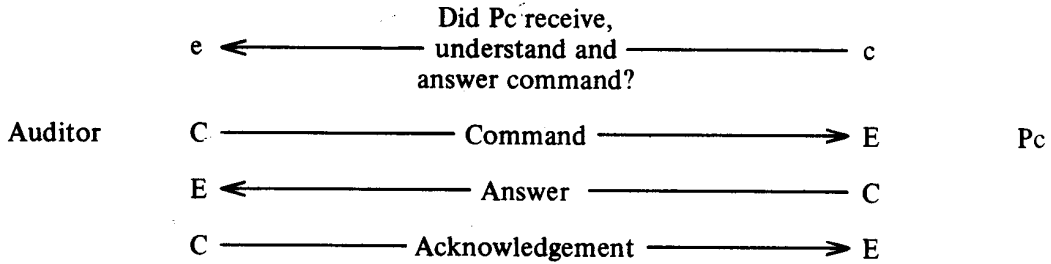 Did Pc receive,
e understand and c
answer command?
Auditor C Command E Pc
E Answer C
C Acknowledgement E